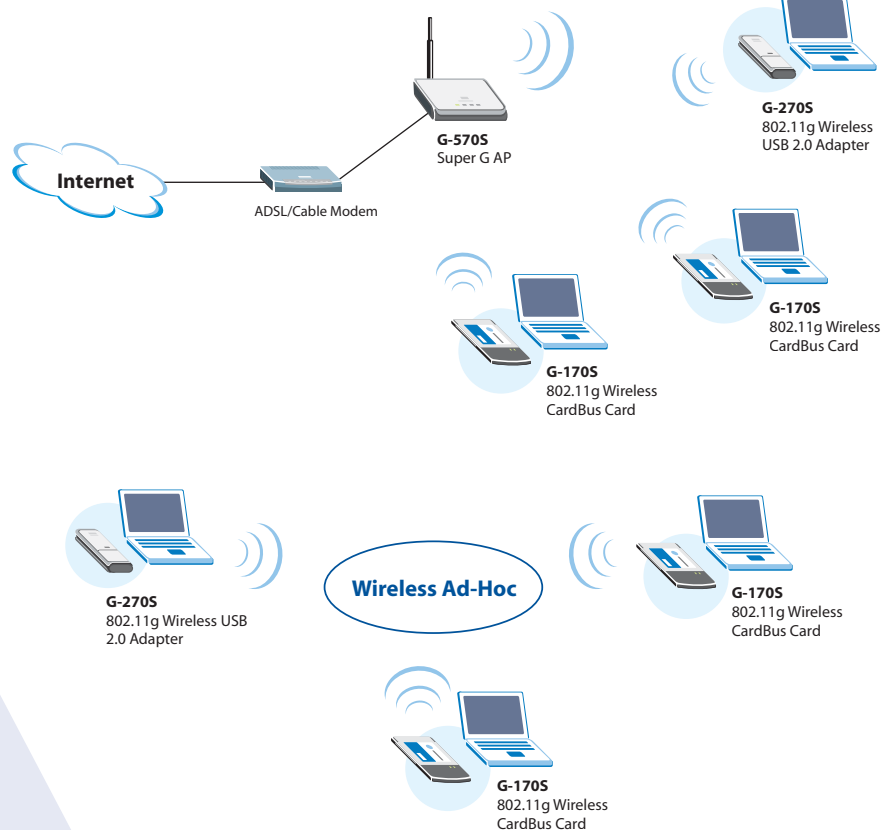 G-270S
802.11g Wireless
USB 2.0 Adapter
G-570S
Super G AP
Internet
ADSL/Cable Modem
G-170S
802.11g Wireless
CardBus Card
G-170S
802.11g Wireless
CardBus Card
Wireless Ad-Hoc
G-270S
802.11g Wireless USB
2.0 Adapter
G-170S
802.11g Wireless
CardBus Card
G-170S
802.11g Wireless
CardBus Card